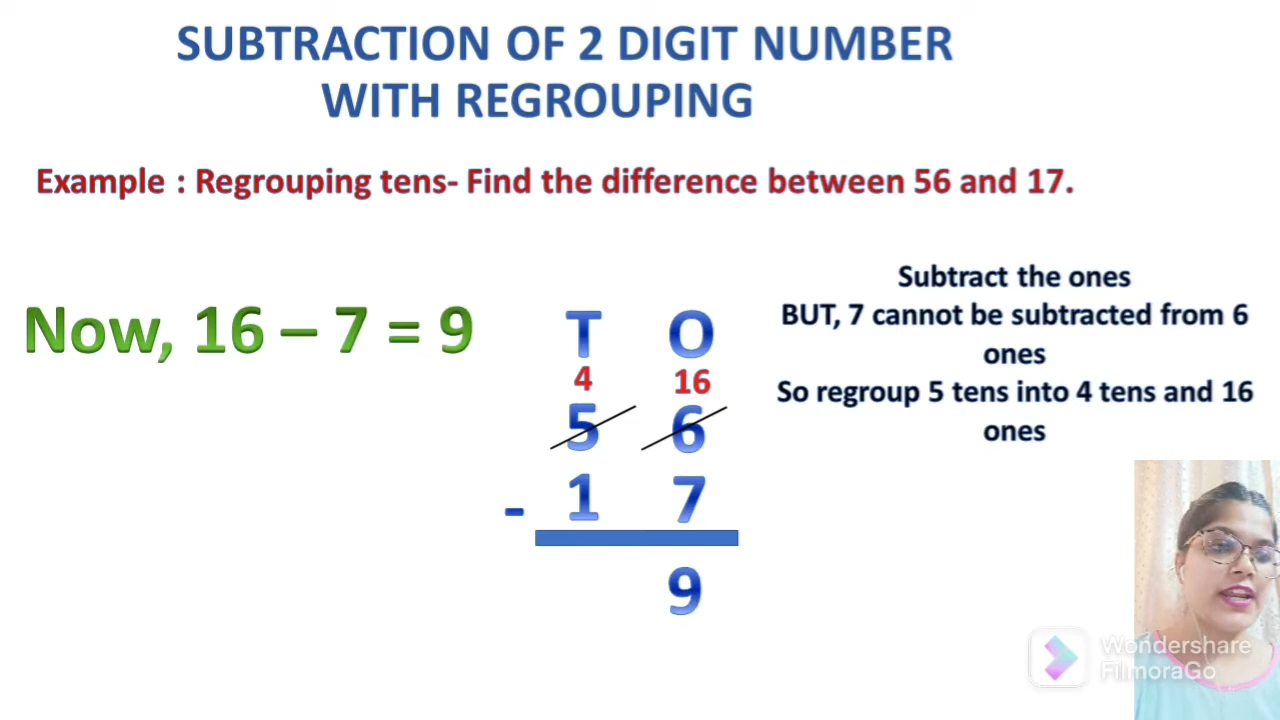 SUBTRACTION OF 2 DIGIT NUMBER
WITH REGROUPING
Example : Regrouping tens- Find the difference between 56 and 17.
Now, 16 – 7 = 9
T O
4 16
5 6
- 1 7
9
Subtract the ones
BUT, 7 cannot be subtracted from 6
ones
So regroup 5 tens into 4 tens and 16
ones
Wondershare
FilmoraGo